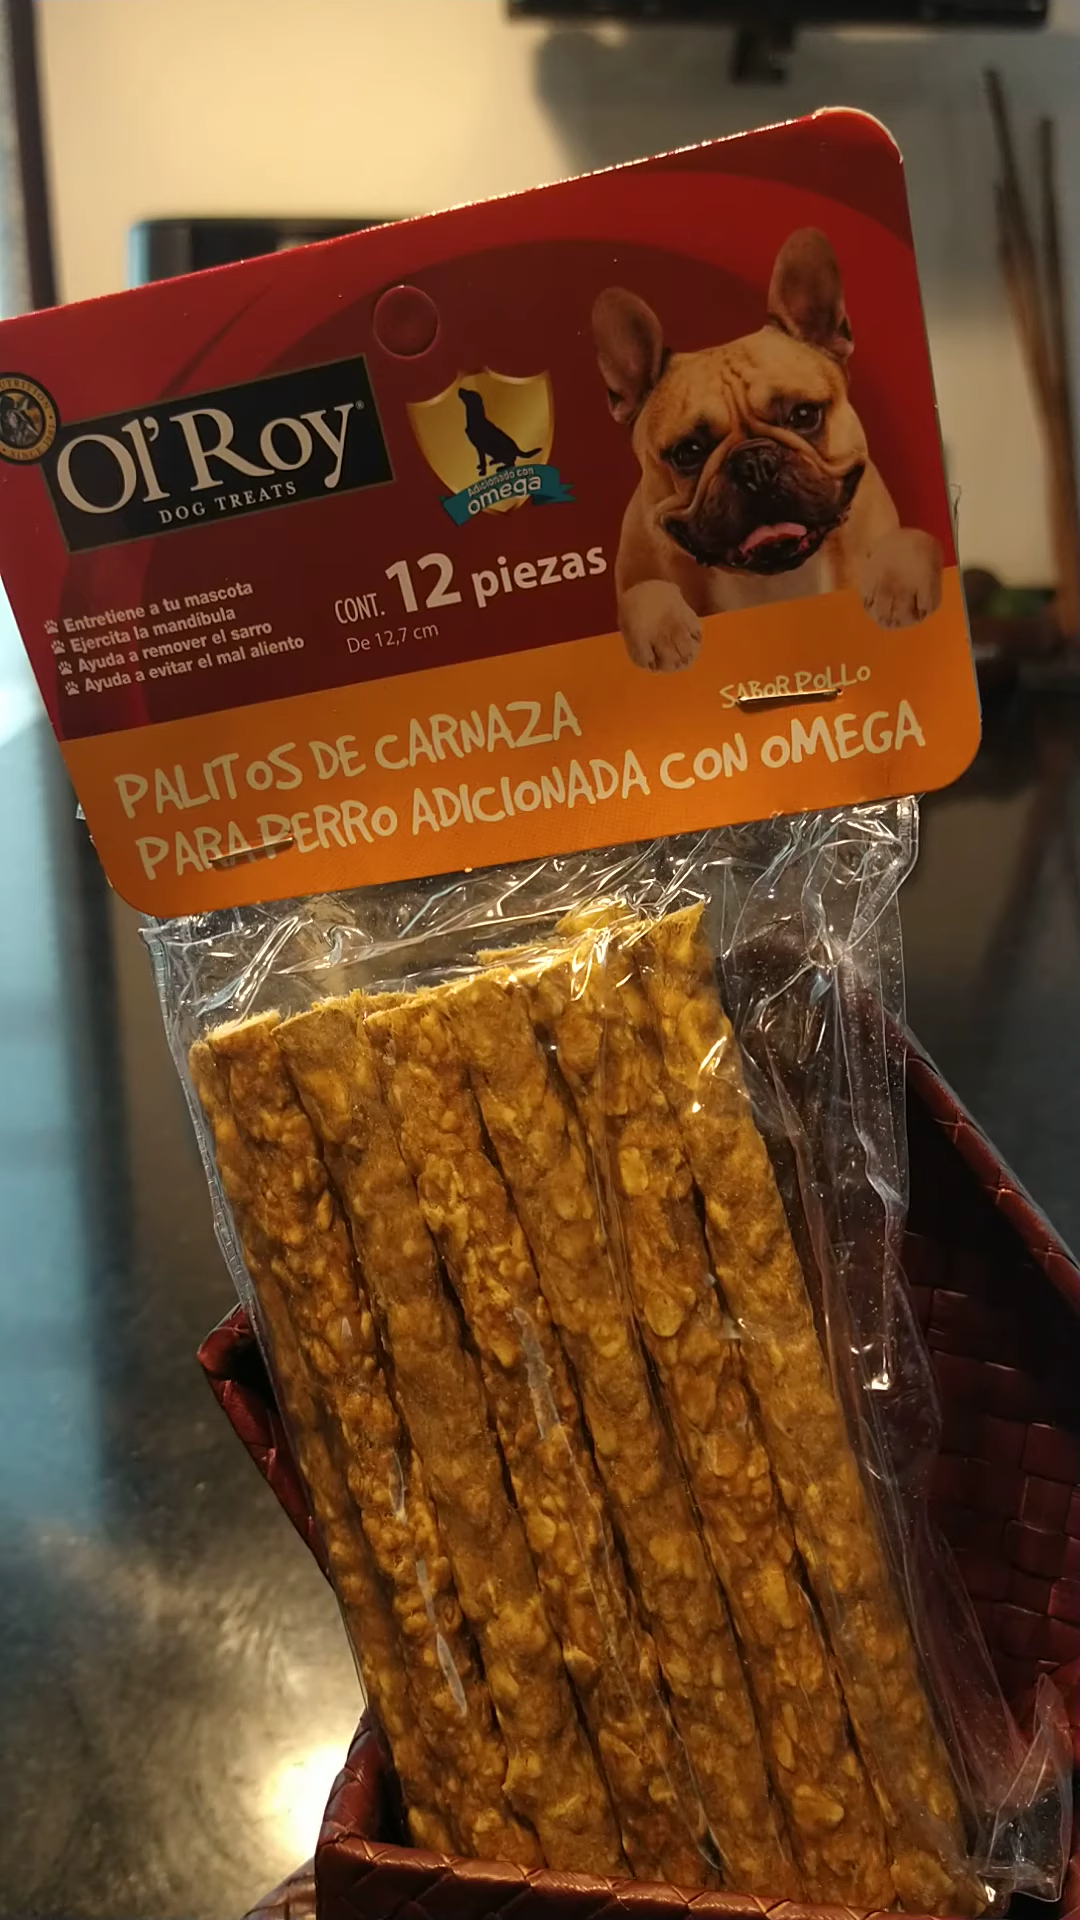 NUTRITION
SINCE
Ol' Roy®
DOG TREATS
Adicionado con
omega
Entretiene a tu mascota
Ejercita la mandíbula
Ayuda a remover el sarro
Ayuda a evitar el mal aliento
CONT. 12 piezas
De 12,7 cm
SABOR POLLO
PALITOS DE CARNAZA
PARA PERRO ADICIONADA CON OMEGA